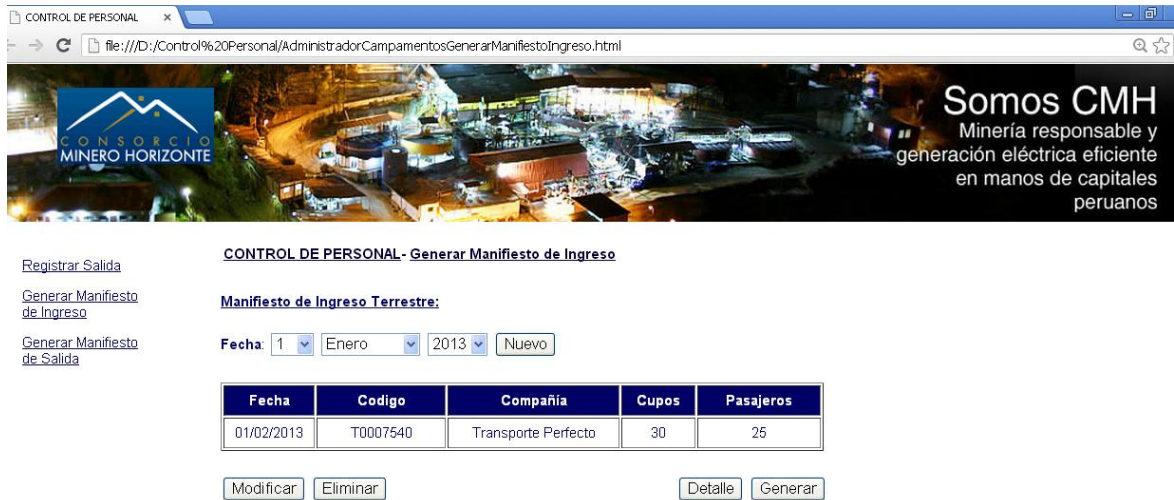 CONTROL DE PERSONAL
file:///D:/Control%20Personal/AdministradorCampamentosGenerarManifiestoIngreso.html
CONSORCIO
MINERO HORIZONTE
Somos CMH
Minería responsable y
generación eléctrica eficiente
en manos de capitales
peruanos
Registrar Salida
Generar Manifiesto
de Ingreso
Generar Manifiesto
de Salida
CONTROL DE PERSONAL- Generar Manifiesto de Ingreso
Manifiesto de Ingreso Terrestre:
Fecha: 1 Enero 2013 Nuevo
Fecha Codigo Compañía Cupos Pasajeros
01/02/2013 T0007540 Transporte Perfecto 30 25
Modificar Eliminar Detalle Generar